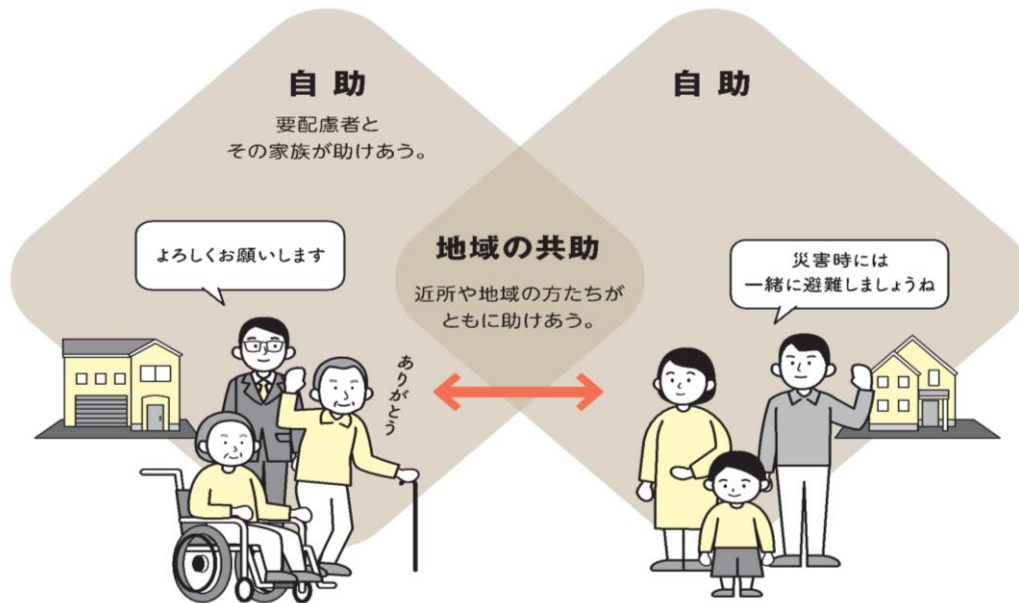 自助
要配慮者と
その家族が助けあう。
よろしくお願いします
ありがとう
地域の共助
近所や地域の方たちが
ともに助けあう。
自助
災害時には
一緒に避難しましょうね